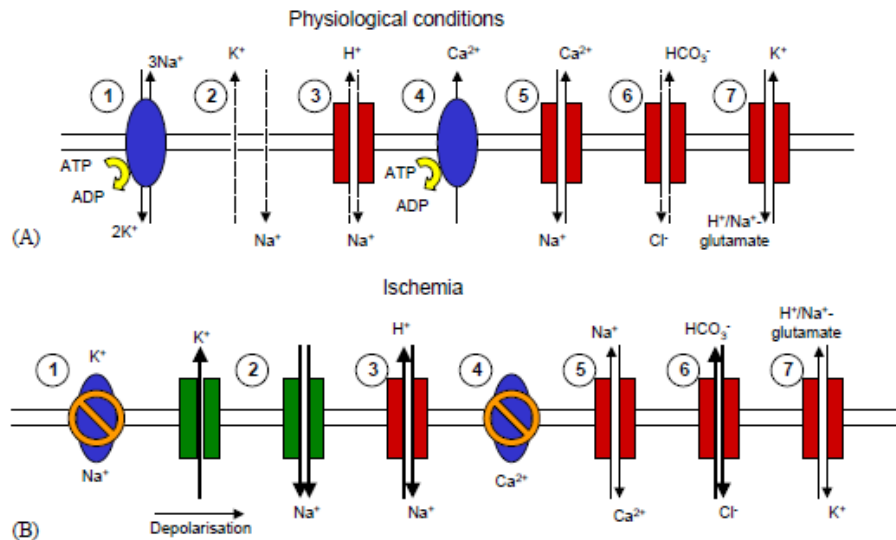 Physiological conditions
3Na⁺ K⁺ H⁺ Ca²⁺ Ca²⁺ HCO₃⁻ K⁺
1 2 3 4 5 6 7
ATP ATP
ADP ADP
2K⁺ Na⁺ Na⁺ Na⁺ Cl⁻ H⁺/Na⁺-
glutamate
(A)
Ischemia
H⁺/Na⁺-
glutamate
K⁺ K⁺ H⁺ Na⁺ HCO₃⁻
1 2 3 4 5 6 7
Na⁺ Na⁺ Na⁺ Ca²⁺ Ca²⁺ Cl⁻ K⁺
Depolarisation
(B)